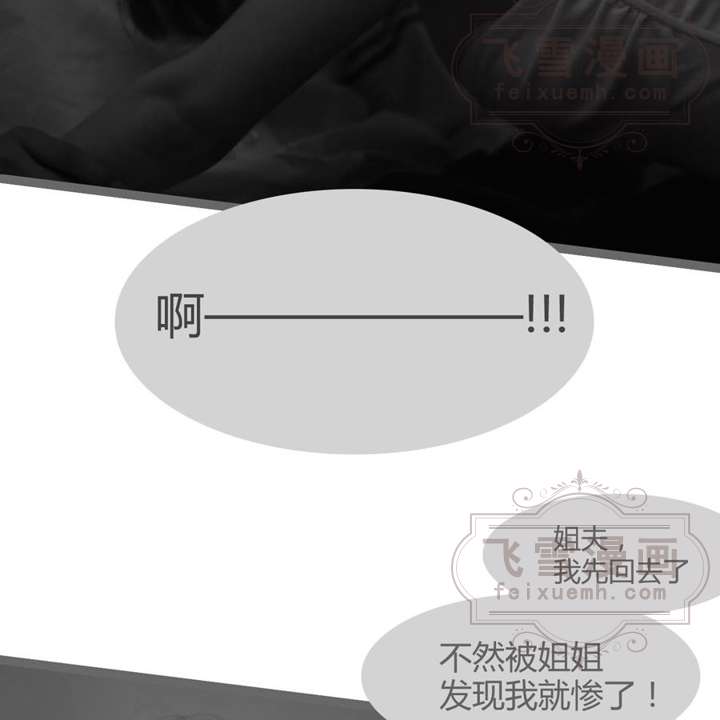 飞雪漫画
feixuemh.com
啊————————!!!
姐夫，
我先回去了
飞雪漫画
feixuemh.com
不然被姐姐
发现我就惨了！